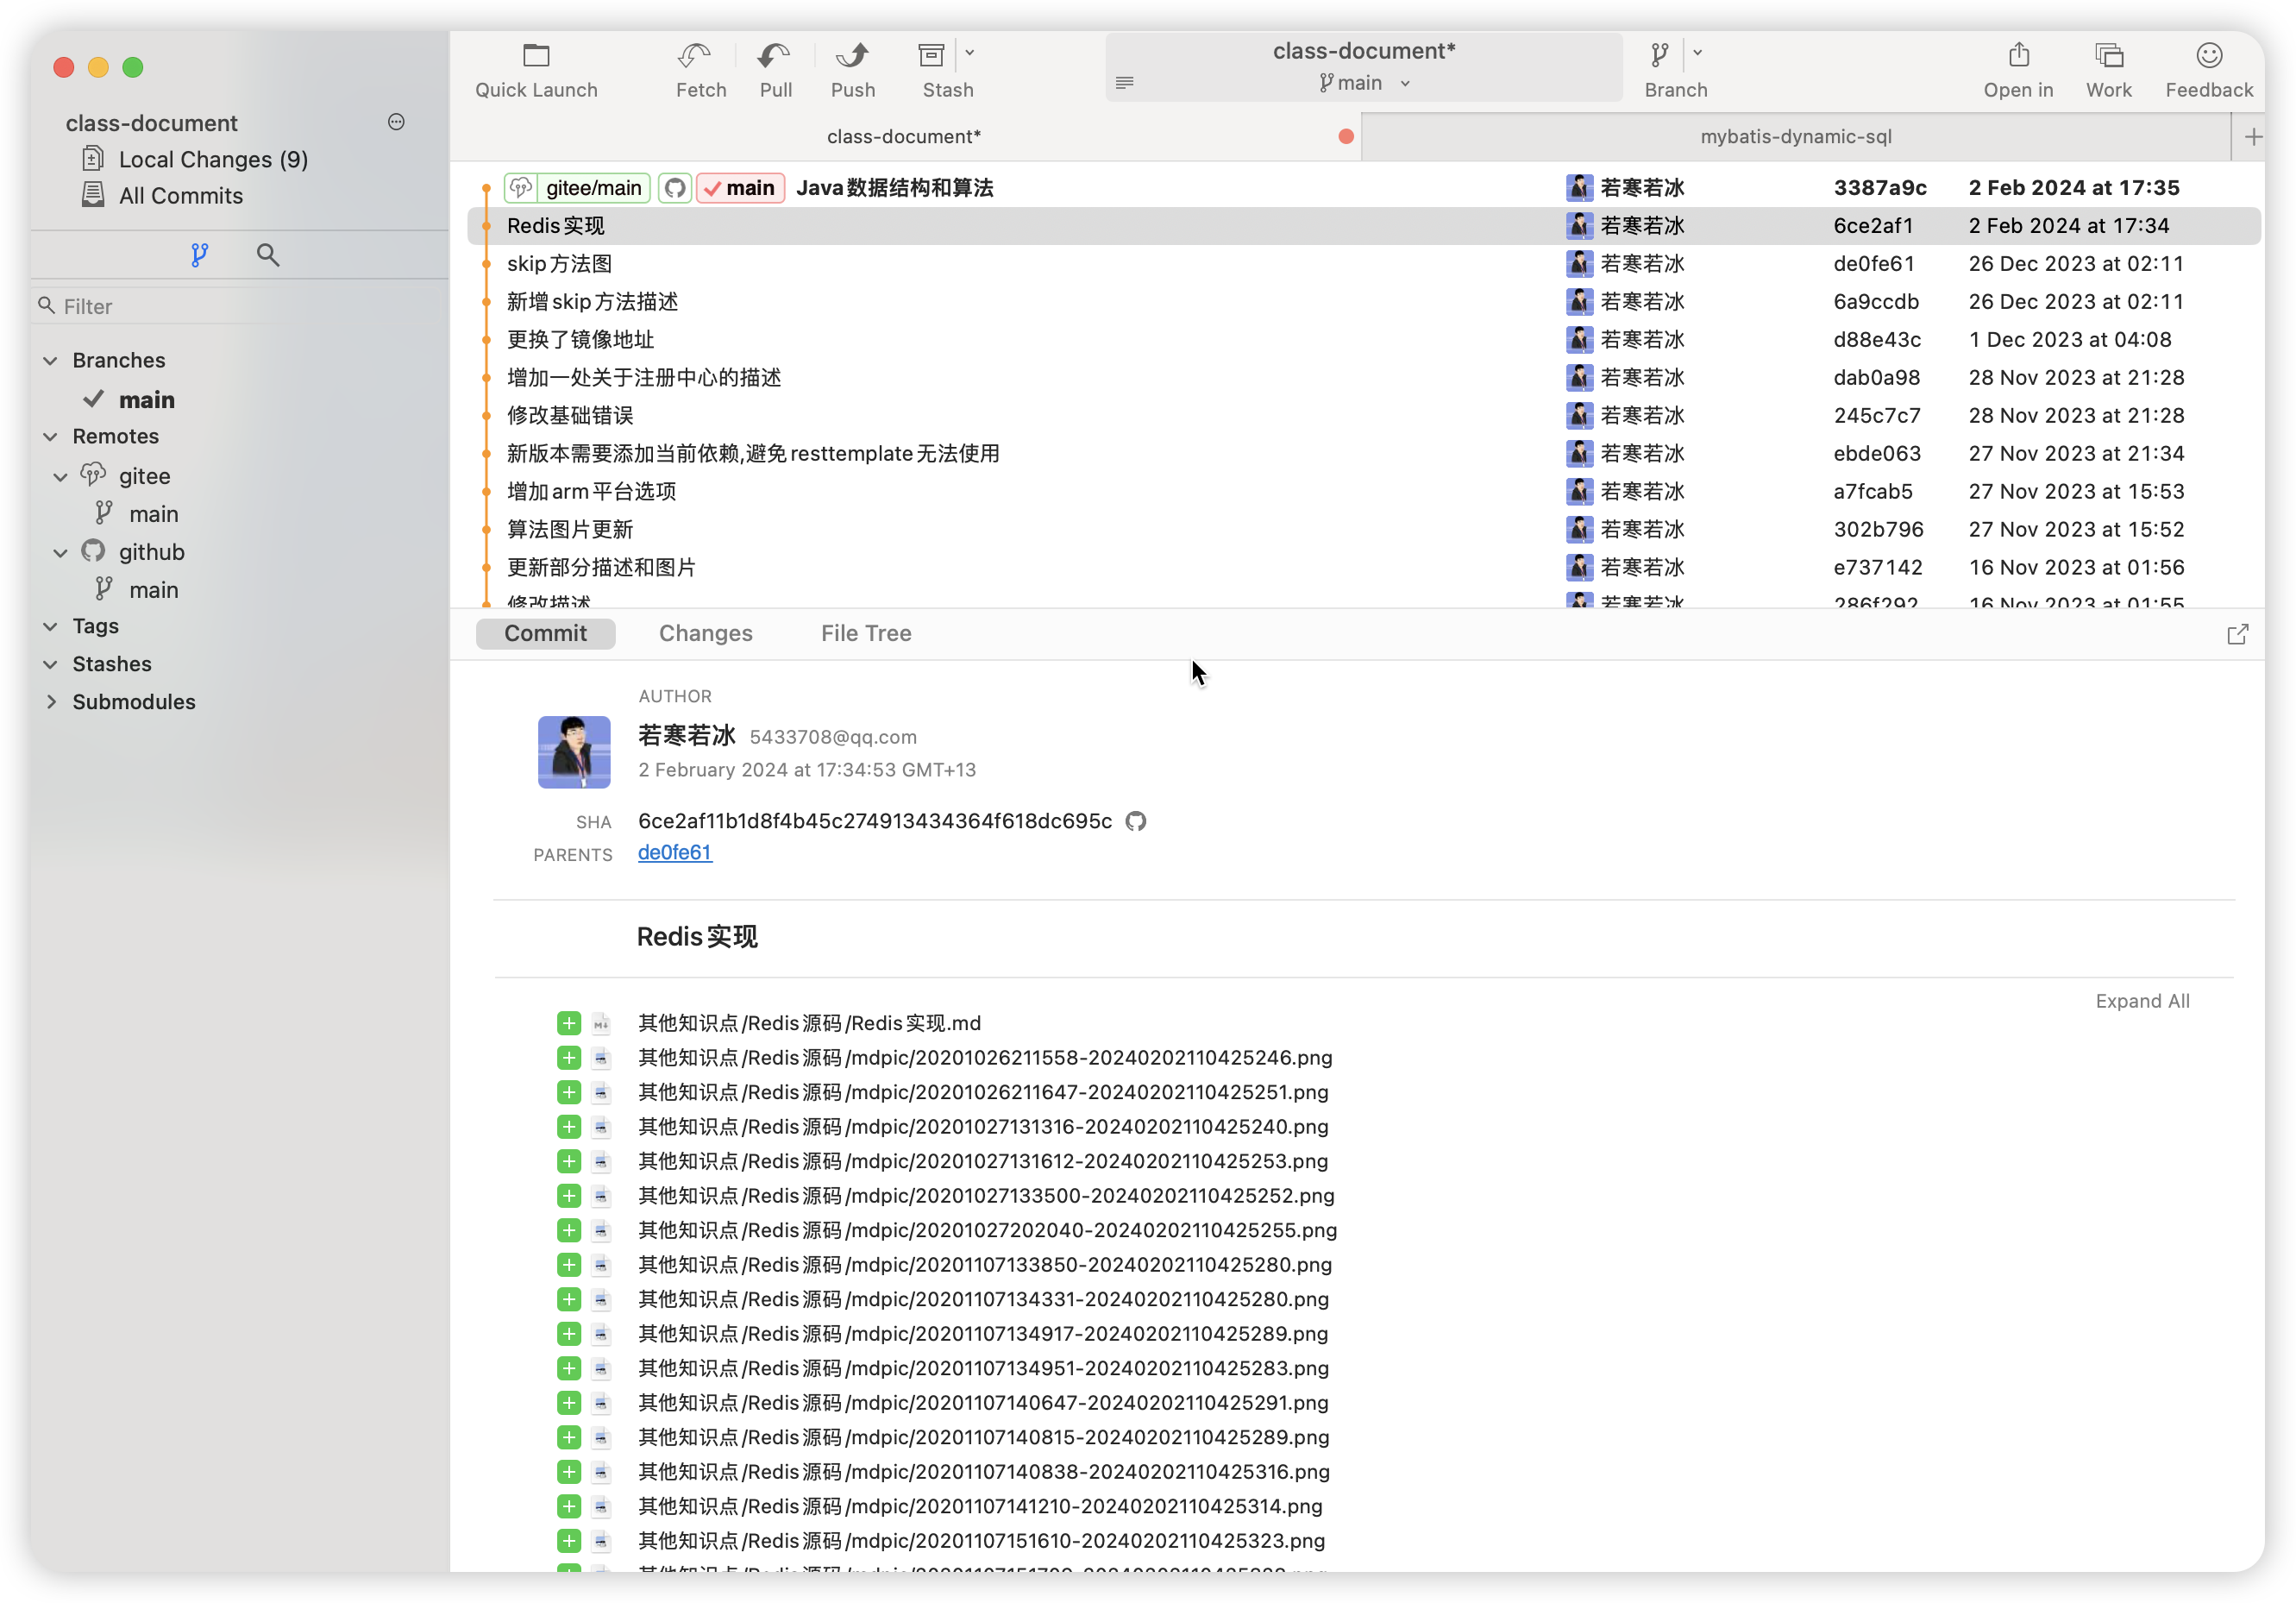 Quick Launch
Fetch
Pull
Push
Stash
class-document*
main
Branch
Open in
Work
Feedback
class-document
Local Changes (9)
All Commits
Filter
Branches
main
Remotes
gitee
main
github
main
Tags
Stashes
Submodules
class-document*
mybatis-dynamic-sql
gitee/main main Java数据结构和算法 若寒若冰 3387a9c 2 Feb 2024 at 17:35
Redis实现 若寒若冰 6ce2af1 2 Feb 2024 at 17:34
skip方法图 若寒若冰 de0fe61 26 Dec 2023 at 02:11
新增skip方法描述 若寒若冰 6a9ccdb 26 Dec 2023 at 02:11
更换了镜像地址 若寒若冰 d88e43c 1 Dec 2023 at 04:08
增加一处关于注册中心的描述 若寒若冰 dab0a98 28 Nov 2023 at 21:28
修改基础错误 若寒若冰 245c7c7 28 Nov 2023 at 21:28
新版本需要添加当前依赖,避免resttemplate无法使用 若寒若冰 ebde063 27 Nov 2023 at 21:34
增加arm平台选项 若寒若冰 a7fcab5 27 Nov 2023 at 15:53
算法图片更新 若寒若冰 302b796 27 Nov 2023 at 15:52
更新部分描述和图片 若寒若冰 e737142 16 Nov 2023 at 01:56
修改描述 若寒若冰 286f292 16 Nov 2023 at 01:55
Commit
Changes
File Tree
AUTHOR
若寒若冰 5433708@qq.com
2 February 2024 at 17:34:53 GMT+13
SHA 6ce2af11b1d8f4b45c274913434364f618dc695c
PARENTS de0fe61
Redis实现
Expand All
其他知识点/Redis源码/Redis实现.md
其他知识点/Redis源码/mdpic/20201026211558-20240202110425246.png
其他知识点/Redis源码/mdpic/20201026211647-20240202110425251.png
其他知识点/Redis源码/mdpic/20201027131316-20240202110425240.png
其他知识点/Redis源码/mdpic/20201027131612-20240202110425253.png
其他知识点/Redis源码/mdpic/20201027133500-20240202110425252.png
其他知识点/Redis源码/mdpic/20201027202040-20240202110425255.png
其他知识点/Redis源码/mdpic/20201107133850-20240202110425280.png
其他知识点/Redis源码/mdpic/20201107134331-20240202110425280.png
其他知识点/Redis源码/mdpic/20201107134917-20240202110425289.png
其他知识点/Redis源码/mdpic/20201107134951-20240202110425283.png
其他知识点/Redis源码/mdpic/20201107140647-20240202110425291.png
其他知识点/Redis源码/mdpic/20201107140815-20240202110425289.png
其他知识点/Redis源码/mdpic/20201107140838-20240202110425316.png
其他知识点/Redis源码/mdpic/20201107141210-20240202110425314.png
其他知识点/Redis源码/mdpic/20201107151610-20240202110425323.png